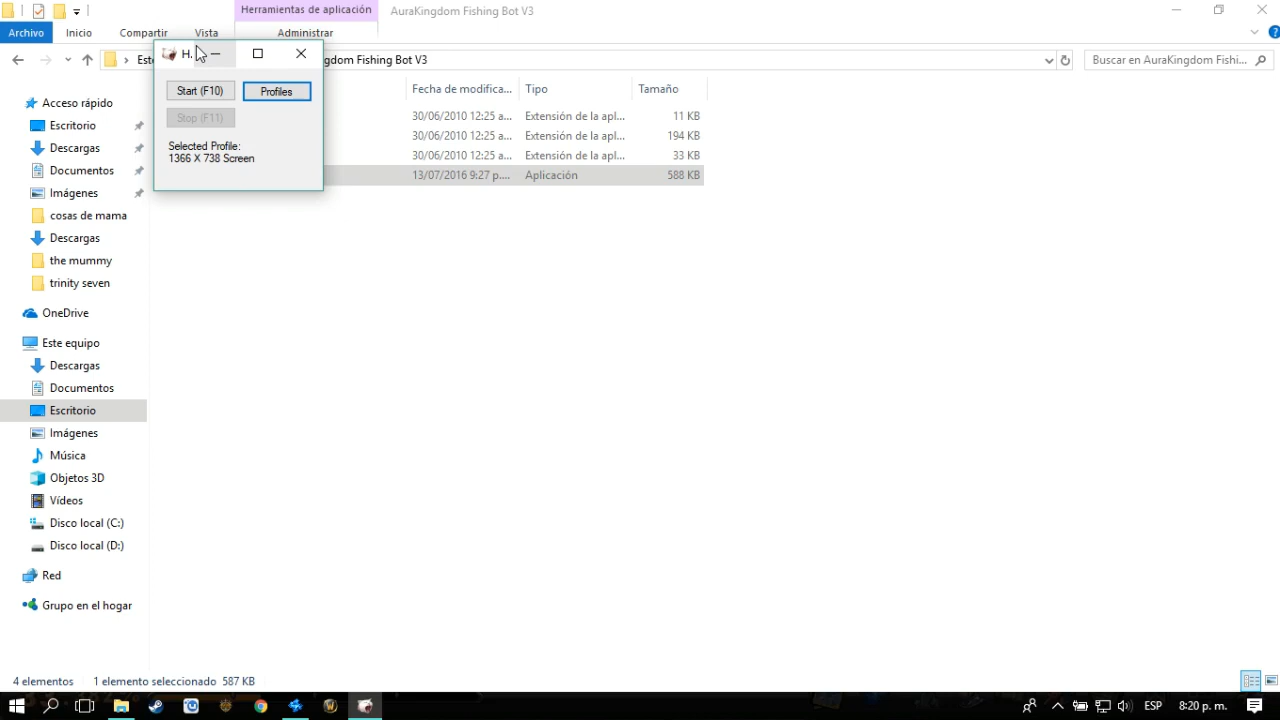 Herramientas de aplicación
AuraKingdom Fishing Bot V3
Archivo
Inicio
Compartir
Vista
Administrar
Este
gdom Fishing Bot V3
Buscar en AuraKingdom Fishi...
H.
Start (F10)
Profiles
Stop (F11)
Selected Profile:
1366 X 738 Screen
Fecha de modifica...
Tipo
Tamaño
30/06/2010 12:25 a...
Extensión de la apl...
11 KB
30/06/2010 12:25 a...
Extensión de la apl...
194 KB
30/06/2010 12:25 a...
Extensión de la apl...
33 KB
13/07/2016 9:27 p....
Aplicación
588 KB
Acceso rápido
Escritorio
Descargas
Documentos
Imágenes
cosas de mama
Descargas
the mummy
trinity seven
OneDrive
Este equipo
Descargas
Documentos
Escritorio
Imágenes
Música
Objetos 3D
Vídeos
Disco local (C:)
Disco local (D:)
Red
Grupo en el hogar
4 elementos
1 elemento seleccionado 587 KB
ESP
8:20 p. m.